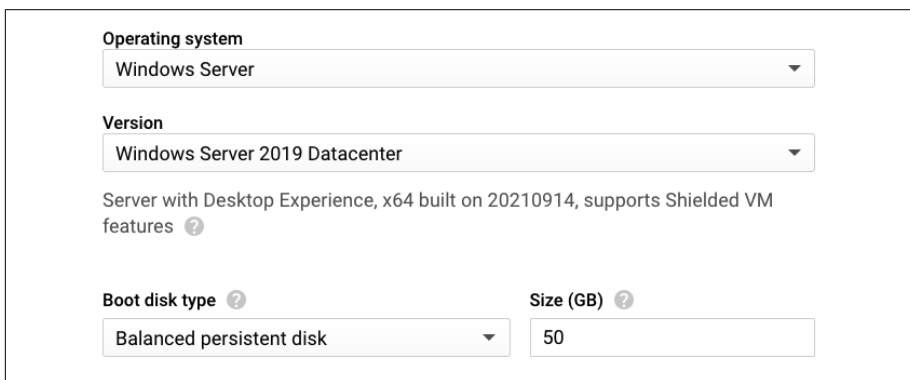 Operating system
Windows Server
Version
Windows Server 2019 Datacenter
Server with Desktop Experience, x64 built on 20210914, supports Shielded VM
features ?
Boot disk type ? Size (GB) ?
Balanced persistent disk 50